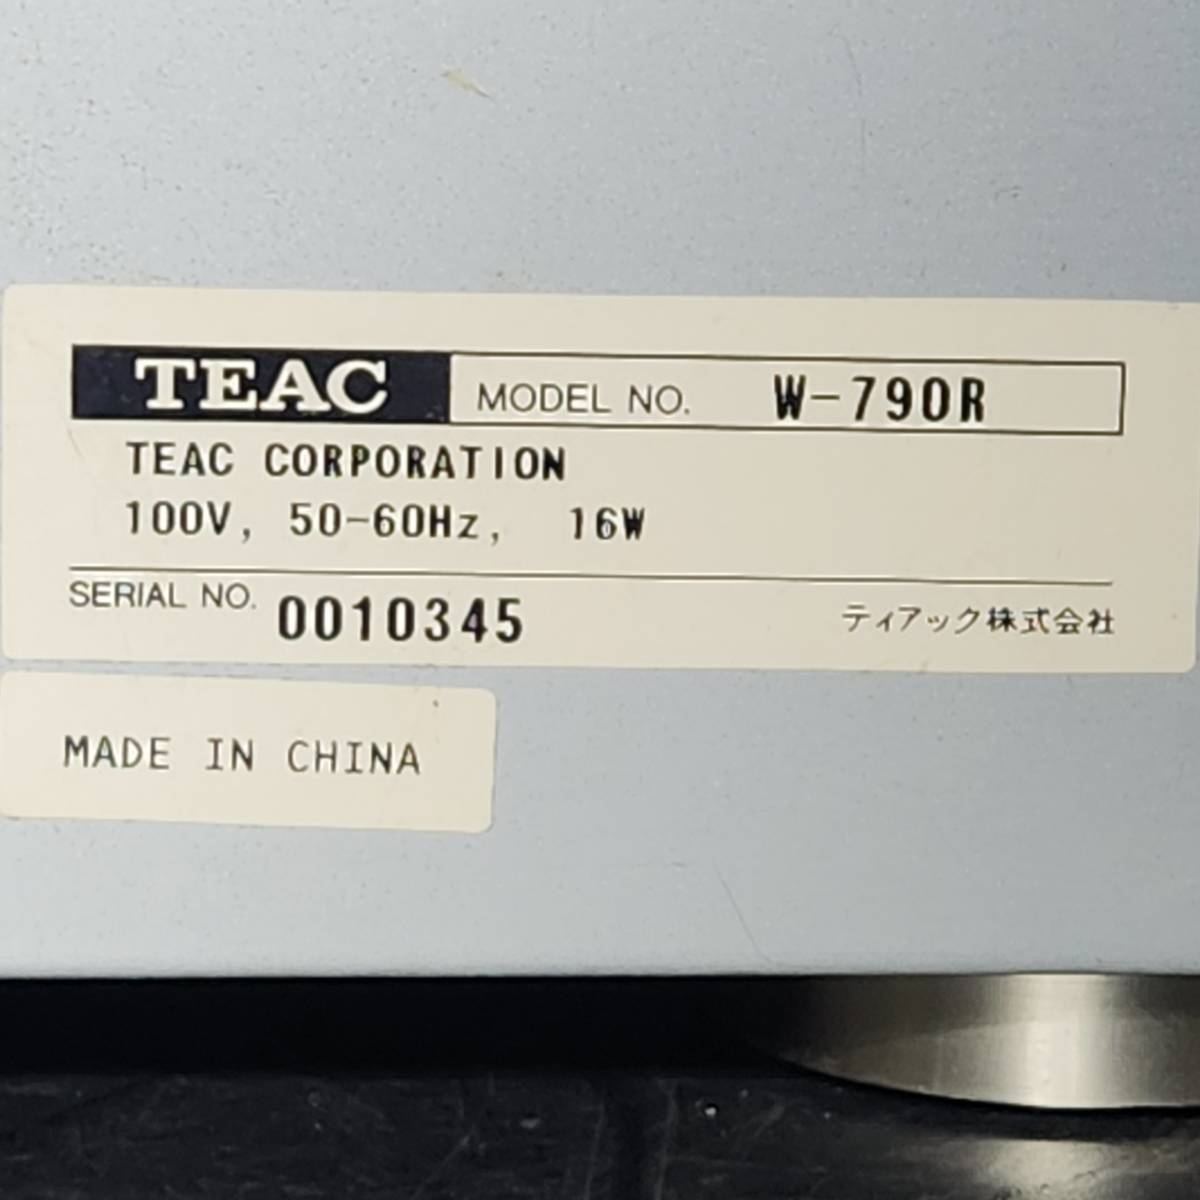 TEAC MODEL NO. W-790R
TEAC CORPORATION
100V, 50-60Hz, 16W
SERIAL NO. 0010345 ティアック株式会社
MADE IN CHINA